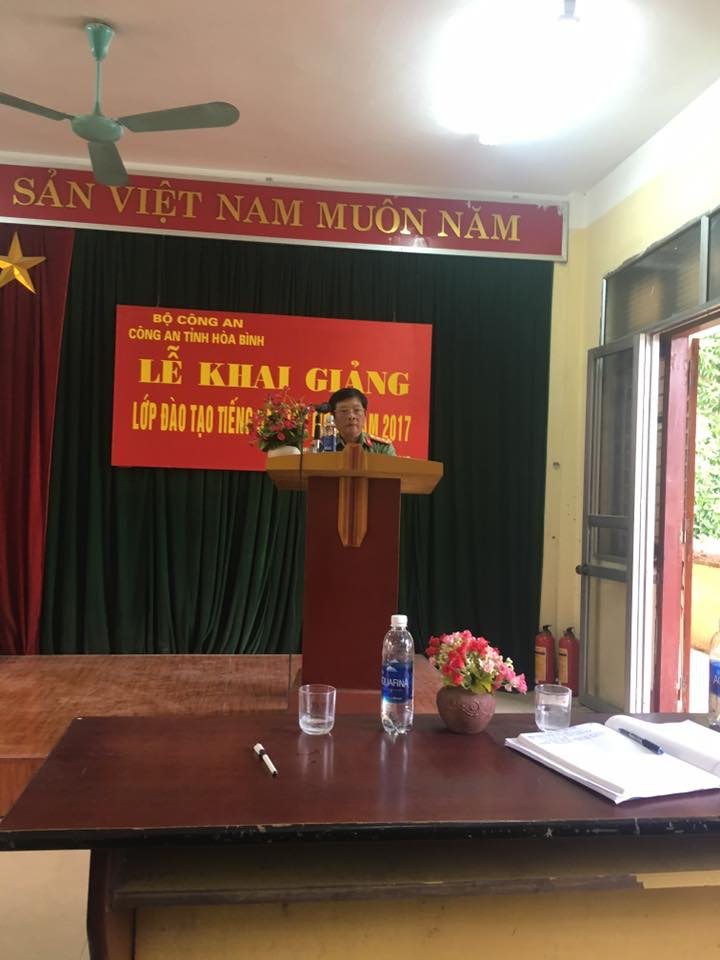 SẢN VIỆT NAM MUÔN NĂM
BỘ CÔNG AN
CÔNG AN TỈNH HÒA BÌNH
LỄ KHAI GIẢNG
LỚP ĐÀO TẠO TIẾNG 2017
AQUAFINA